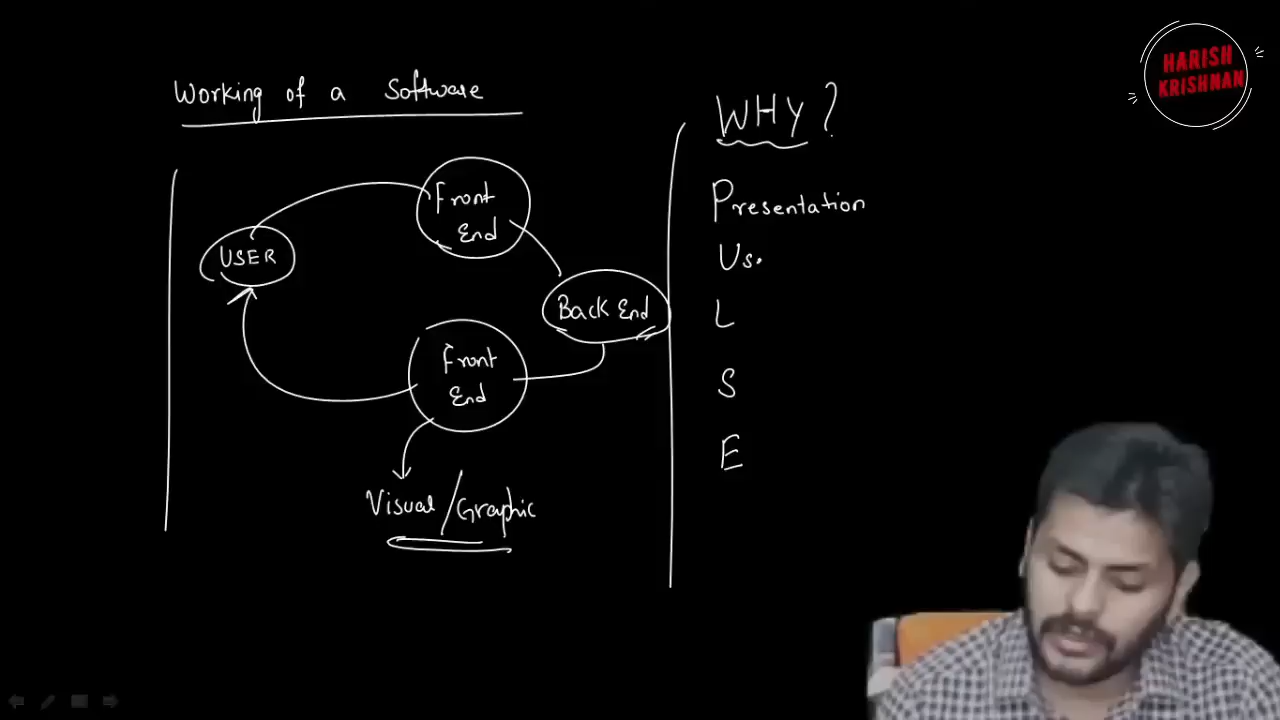 Working of a Software
USER
Front
End
Back End
Front
End
Visual/Graphic
WHY?
Presentation
Us.
L
S
E
HARISH
KRISHNAN